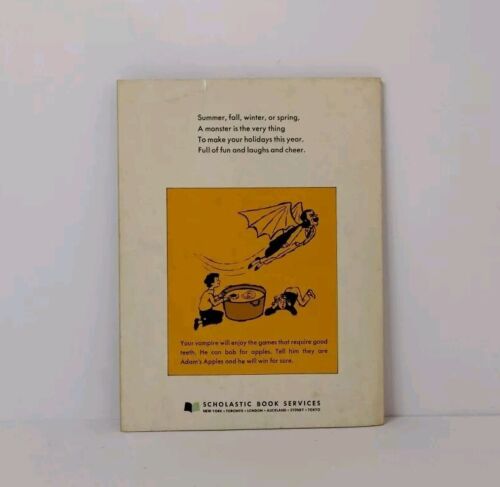 Summer, fall, winter, or spring,
A monster is the very thing
To make your holidays this year.
Full of fun and laughs and cheer.
Your vampire will enjoy the games that require good
teeth. He can bob for apples. Tell him they are
Adam's Apples and he will win for sure.
SCHOLASTIC BOOK SERVICES
NEW YORK • TORONTO • LONDON • AUCKLAND • SYDNEY • TOKYO